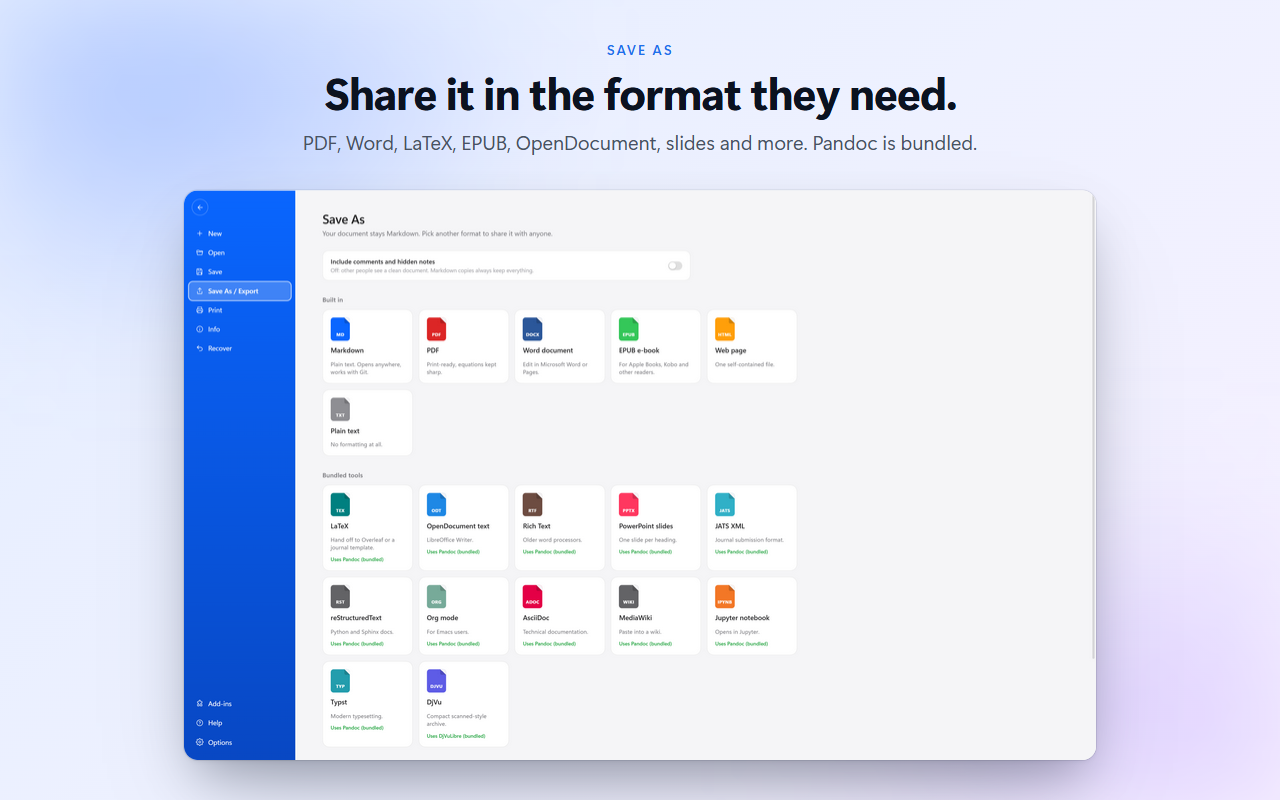 SAVE AS
Share it in the format they need.
PDF, Word, LaTeX, EPUB, OpenDocument, slides and more. Pandoc is bundled.
New
Open
Save
Save As / Export
Print
Info
Recover
Add-ins
Help
Options
Save As
Your document stays Markdown. Pick another format to share it with anyone.
Include comments and hidden notes
Off: other people see a clean document. Markdown copies always keep everything.
Built in
MD
Markdown
Plain text. Opens anywhere,
works with Git.
PDF
PDF
Print-ready, equations kept
sharp.
DOCX
Word document
Edit in Microsoft Word or
Pages.
EPUB
EPUB e-book
For Apple Books, Kobo and
other readers.
HTML
Web page
One self-contained file.
TXT
Plain text
No formatting at all.
Bundled tools
TEX
LaTeX
Hand off to Overleaf or a
journal template.
Uses Pandoc (bundled)
ODT
OpenDocument text
LibreOffice Writer.
Uses Pandoc (bundled)
RTF
Rich Text
Older word processors.
Uses Pandoc (bundled)
PPTX
PowerPoint slides
One slide per heading.
Uses Pandoc (bundled)
JATS
JATS XML
Journal submission format.
Uses Pandoc (bundled)
RST
reStructuredText
Python and Sphinx docs.
Uses Pandoc (bundled)
ORG
Org mode
For Emacs users.
Uses Pandoc (bundled)
ADOC
AsciiDoc
Technical documentation.
Uses Pandoc (bundled)
WIKI
MediaWiki
Paste into a wiki.
Uses Pandoc (bundled)
IPYNB
Jupyter notebook
Opens in Jupyter.
Uses Pandoc (bundled)
TYP
Typst
Modern typesetting.
Uses Pandoc (bundled)
DJVU
DjVu
Compact scanned-style
archive.
Uses DjVuLibre (bundled)